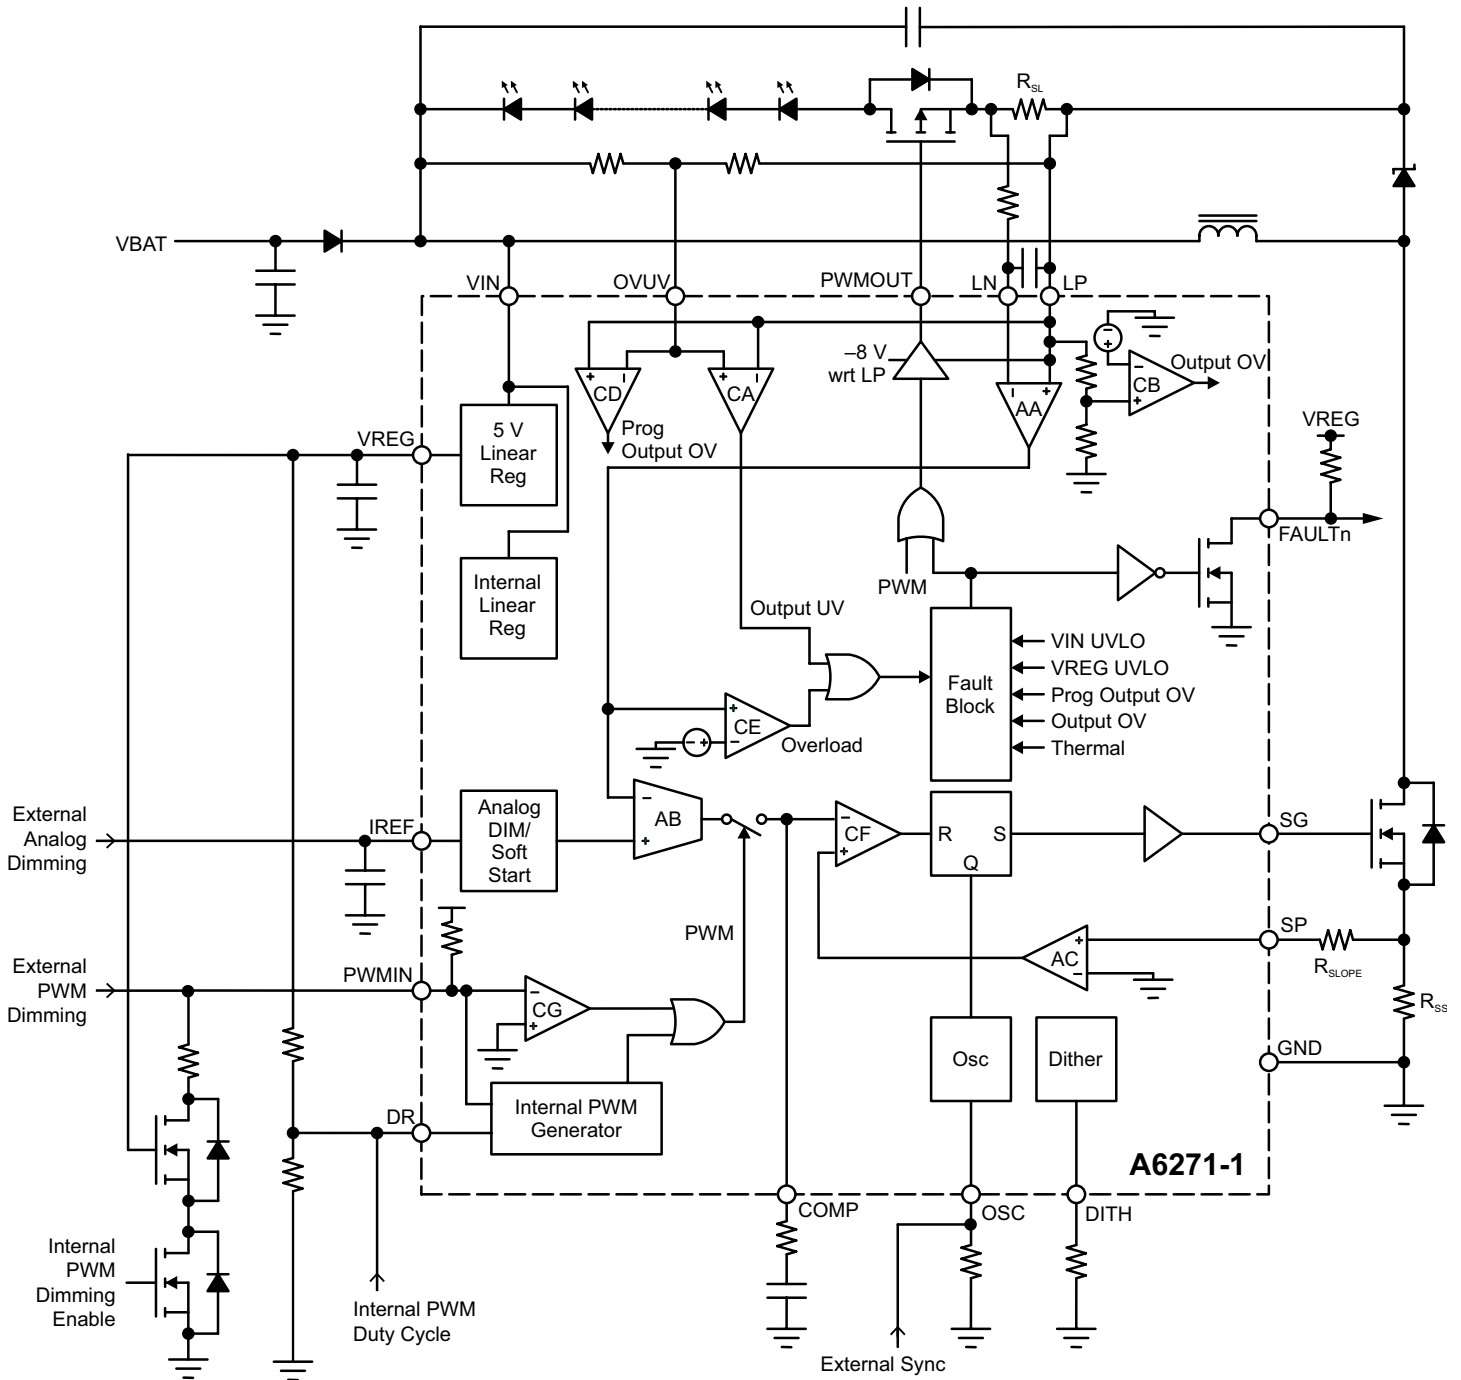 R_SL
VBAT
VIN
OVUV
PWMOUT
LN
LP
–8 V
wrt LP
CD
CA
AA
CB
Output OV
Prog
Output OV
VREG
5 V
Linear
Reg
VREG
FAULTn
Internal
Linear
Reg
PWM
Output UV
Fault
Block
VIN UVLO
VREG UVLO
Prog Output OV
Output OV
Thermal
CE
Overload
External
Analog
Dimming
IREF
Analog
DIM/
Soft
Start
AB
CF
R
S
Q
SG
PWM
SP
R_SLOPE
AC
External
PWM
Dimming
PWMIN
CG
R_SS
GND
Osc
Dither
DR
Internal PWM
Generator
A6271-1
COMP
OSC
DITH
Internal
PWM
Dimming
Enable
Internal PWM
Duty Cycle
External Sync